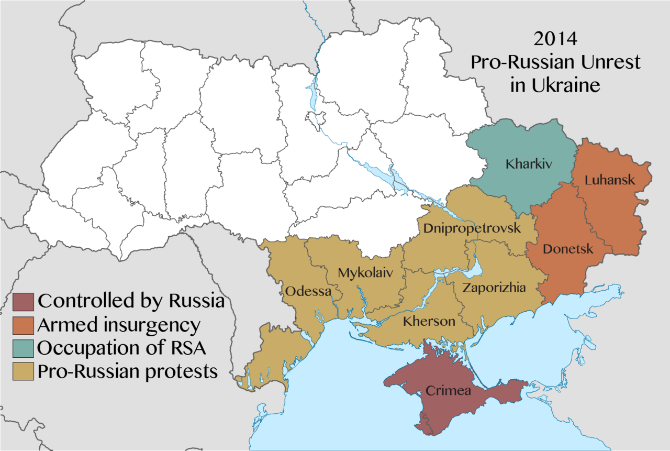 2014
Pro-Russian Unrest
in Ukraine
Kharkiv
Luhansk
Dnipropetrovsk
Donetsk
Mykolaiv
Odessa
Zaporizhia
Kherson
Crimea
Controlled by Russia
Armed insurgency
Occupation of RSA
Pro-Russian protests